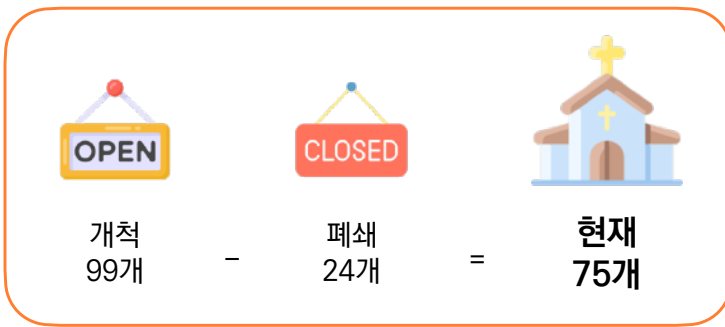 OPEN
CLOSED
개척
99개
–
폐쇄
24개
=
현재
75개